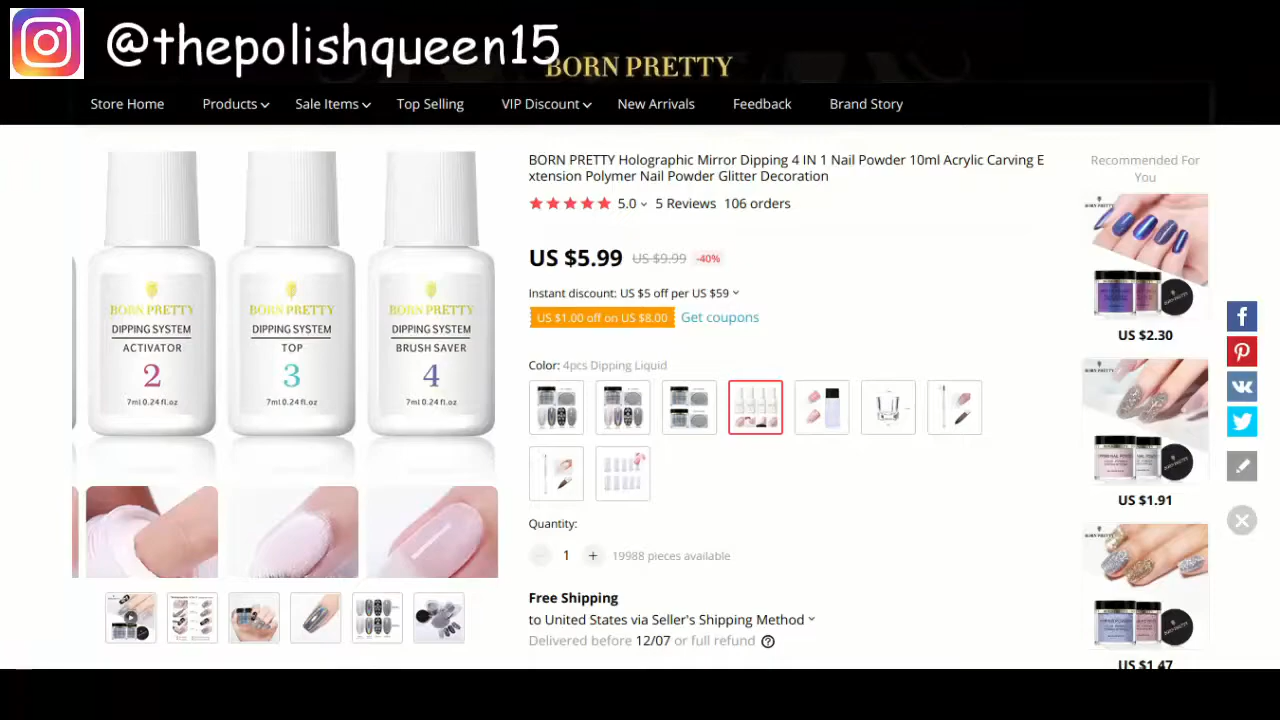 @thepolishqueen15
BORN PRETTY
Store Home Products Sale Items Top Selling VIP Discount New Arrivals Feedback Brand Story
BORN PRETTY Holographic Mirror Dipping 4 IN 1 Nail Powder 10ml Acrylic Carving E
xtension Polymer Nail Powder Glitter Decoration
5.0 5 Reviews 106 orders
US $5.99 US $9.99 -40%
Instant discount: US $5 off per US $59
US $1.00 off on US $8.00 Get coupons
Color: 4pcs Dipping Liquid
Quantity:
1 19988 pieces available
Free Shipping
to United States via Seller's Shipping Method
Delivered before 12/07 or full refund
BORN PRETTY
DIPPING SYSTEM
ACTIVATOR
2
7ml 0.24 fl.oz
BORN PRETTY
DIPPING SYSTEM
TOP
3
7ml 0.24 fl.oz
BORN PRETTY
DIPPING SYSTEM
BRUSH SAVER
4
7ml 0.24 fl.oz
Recommended For
You
BORN PRETTY
US $2.30
BORN PRETTY
US $1.91
BORN PRETTY
US $1.47